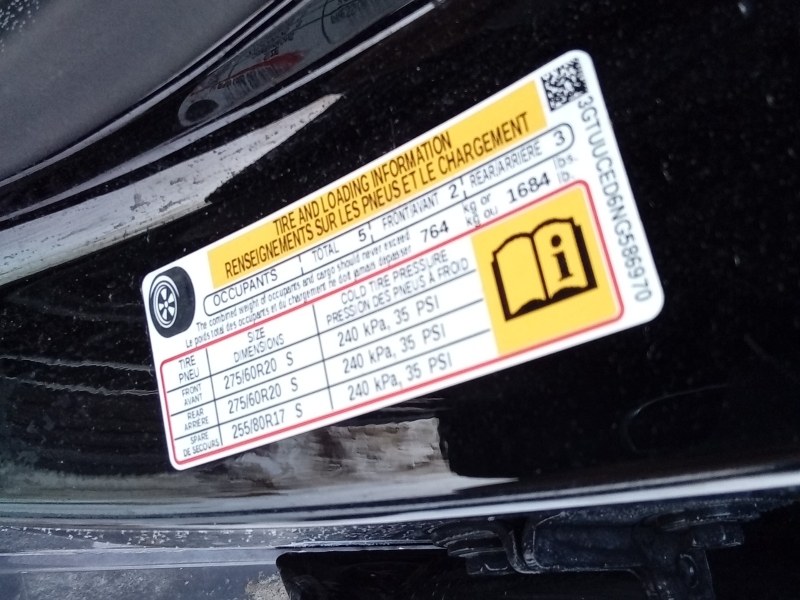 TIRE AND LOADING INFORMATION
RENSEIGNEMENTS SUR LES PNEUS ET LE CHARGEMENT
OCCUPANTS TOTAL 5 FRONT/AVANT 2 REAR/ARRIÈRE 3
The combined weight of occupants and cargo should never exceed 764 kg or 1684 lbs.
Le poids total des occupants et du chargement ne doit jamais dépasser kg ou lb.
TIRE SIZE COLD TIRE PRESSURE
PNEU DIMENSIONS PRESSION DES PNEUS À FROID
FRONT
AVANT 275/60R20 S 240 kPa, 35 PSI
REAR
ARRIÈRE 275/60R20 S 240 kPa, 35 PSI
SPARE
DE SECOURS 255/80R17 S 240 kPa, 35 PSI
3GTUUCED6NG586970